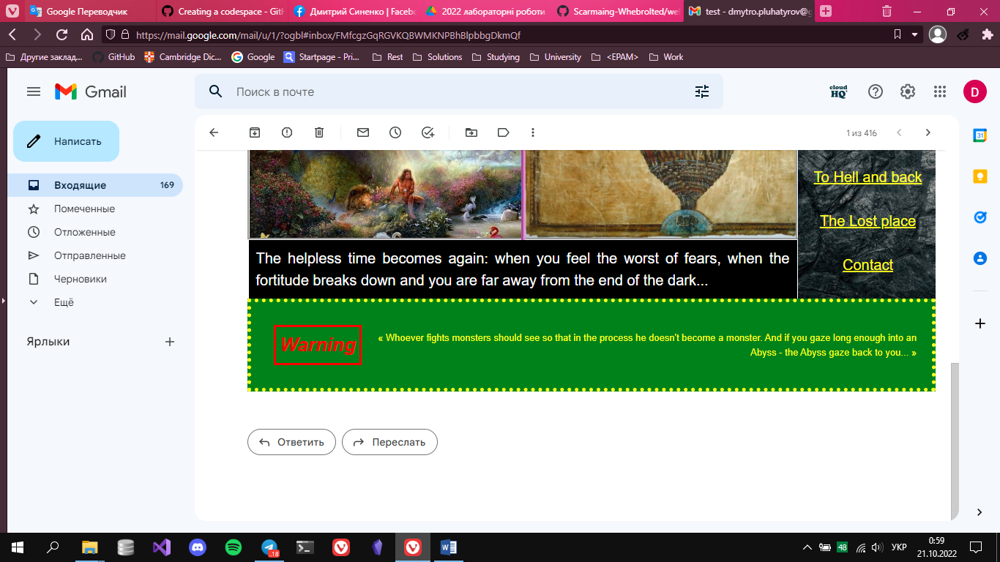 Google Переводчик
Creating a codespace - Gith
Дмитрий Синенко | Facebo
2022 лабораторні роботи
Scarmaing-Whebrolted/we
test - dmytro.pluhatyrov@g
https://mail.google.com/mail/u/1/?ogbl#inbox/FMfcgzGqRGVKQBWMKNPBhBlpbbgDkmQf
Другие заклад...
GitHub
Cambridge Dic...
Google
Startpage - Pri...
Rest
Solutions
Studying
University
<EPAM>
Work
Gmail
Поиск в почте
cloud
HQ
D
Написать
1 из 416
31
Входящие 169
Помеченные
Отложенные
Отправленные
Черновики
Ещё
Ярлыки
To Hell and back
The Lost place
Contact
The helpless time becomes again: when you feel the worst of fears, when the
fortitude breaks down and you are far away from the end of the dark...
Warning
« Whoever fights monsters should see so that in the process he doesn't become a monster. And if you gaze long enough into an
Abyss - the Abyss gaze back to you... »
Ответить
Переслать
.18
48
УКР
0:59
21.10.2022